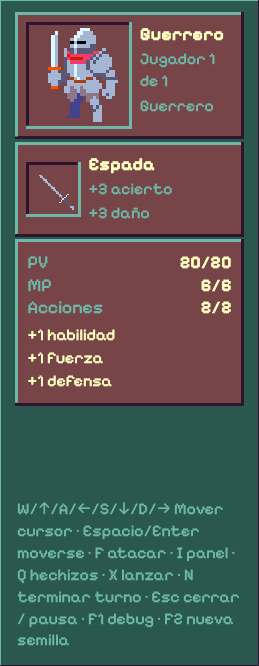 Guerrero
Jugador 1
de 1
Guerrero
Espada
+3 acierto
+3 daño
PV 80/80
MP 6/6
Acciones 8/8
+1 habilidad
+1 fuerza
+1 defensa
W/↑/A/←/S/↓/D/→ Mover
cursor · Espacio/Enter
moverse · F atacar · I panel ·
Q hechizos · X lanzar · N
terminar turno · Esc cerrar
/ pausa · F1 debug · F2 nueva
semilla